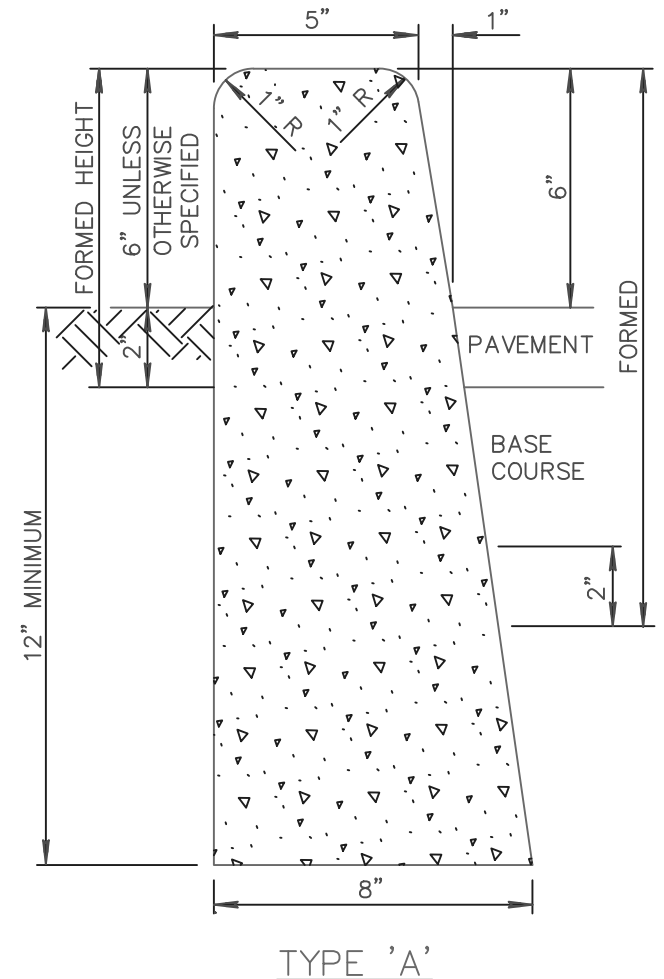 5” 1”
1” R 1” R
FORMED HEIGHT
6” UNLESS
OTHERWISE
SPECIFIED
6”
FORMED
2”
PAVEMENT
BASE
COURSE
12” MINIMUM
2”
8”
TYPE 'A'